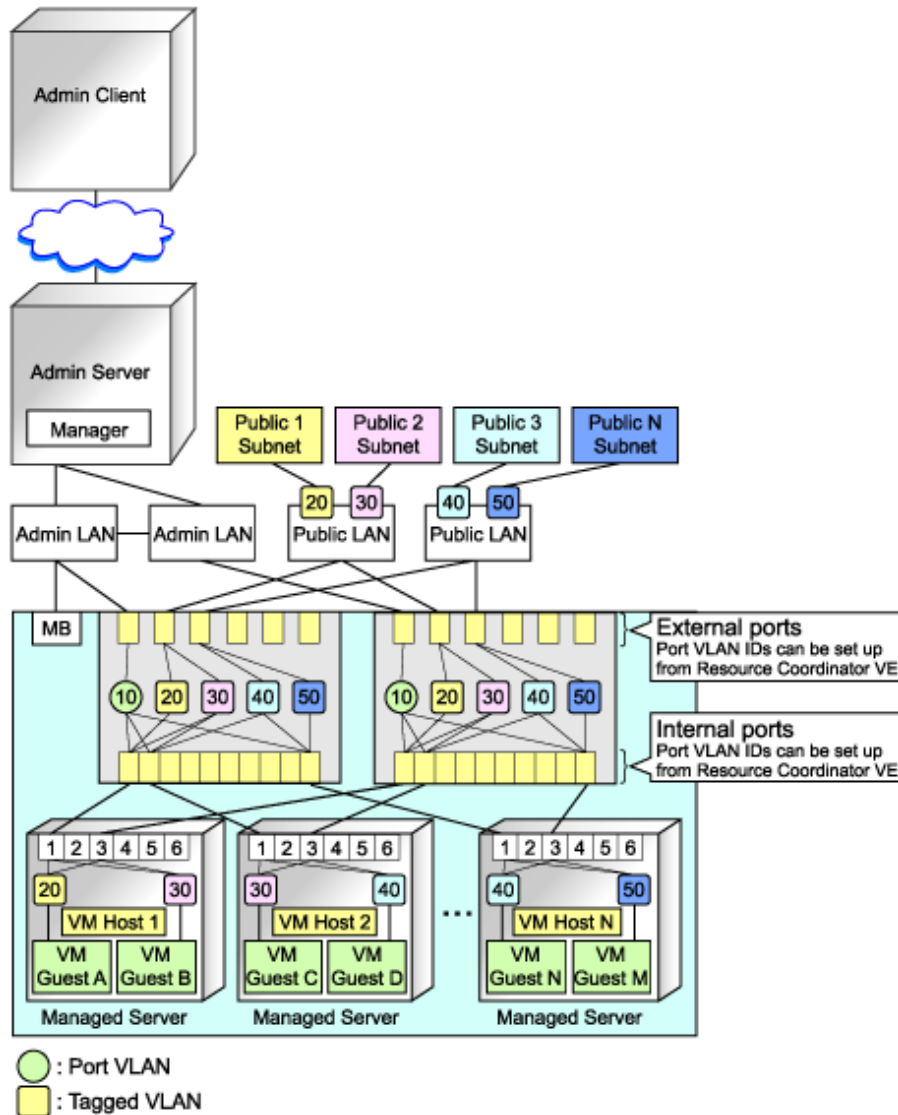 Admin Client
Admin Server
Manager
Public 1
Subnet
Public 2
Subnet
Public 3
Subnet
Public N
Subnet
20
30
40
50
Admin LAN
Admin LAN
Public LAN
Public LAN
MB
External ports
Port VLAN IDs can be set up
from Resource Coordinator VE
10
20
30
40
50
10
20
30
40
50
Internal ports
Port VLAN IDs can be set up
from Resource Coordinator VE
1 2 3 4 5 6
1 2 3 4 5 6
1 2 3 4 5 6
20
30
30
40
40
50
VM Host 1
VM Host 2
VM Host N
...
VM
Guest A
VM
Guest B
VM
Guest C
VM
Guest D
VM
Guest N
VM
Guest M
Managed Server
Managed Server
Managed Server
: Port VLAN
: Tagged VLAN